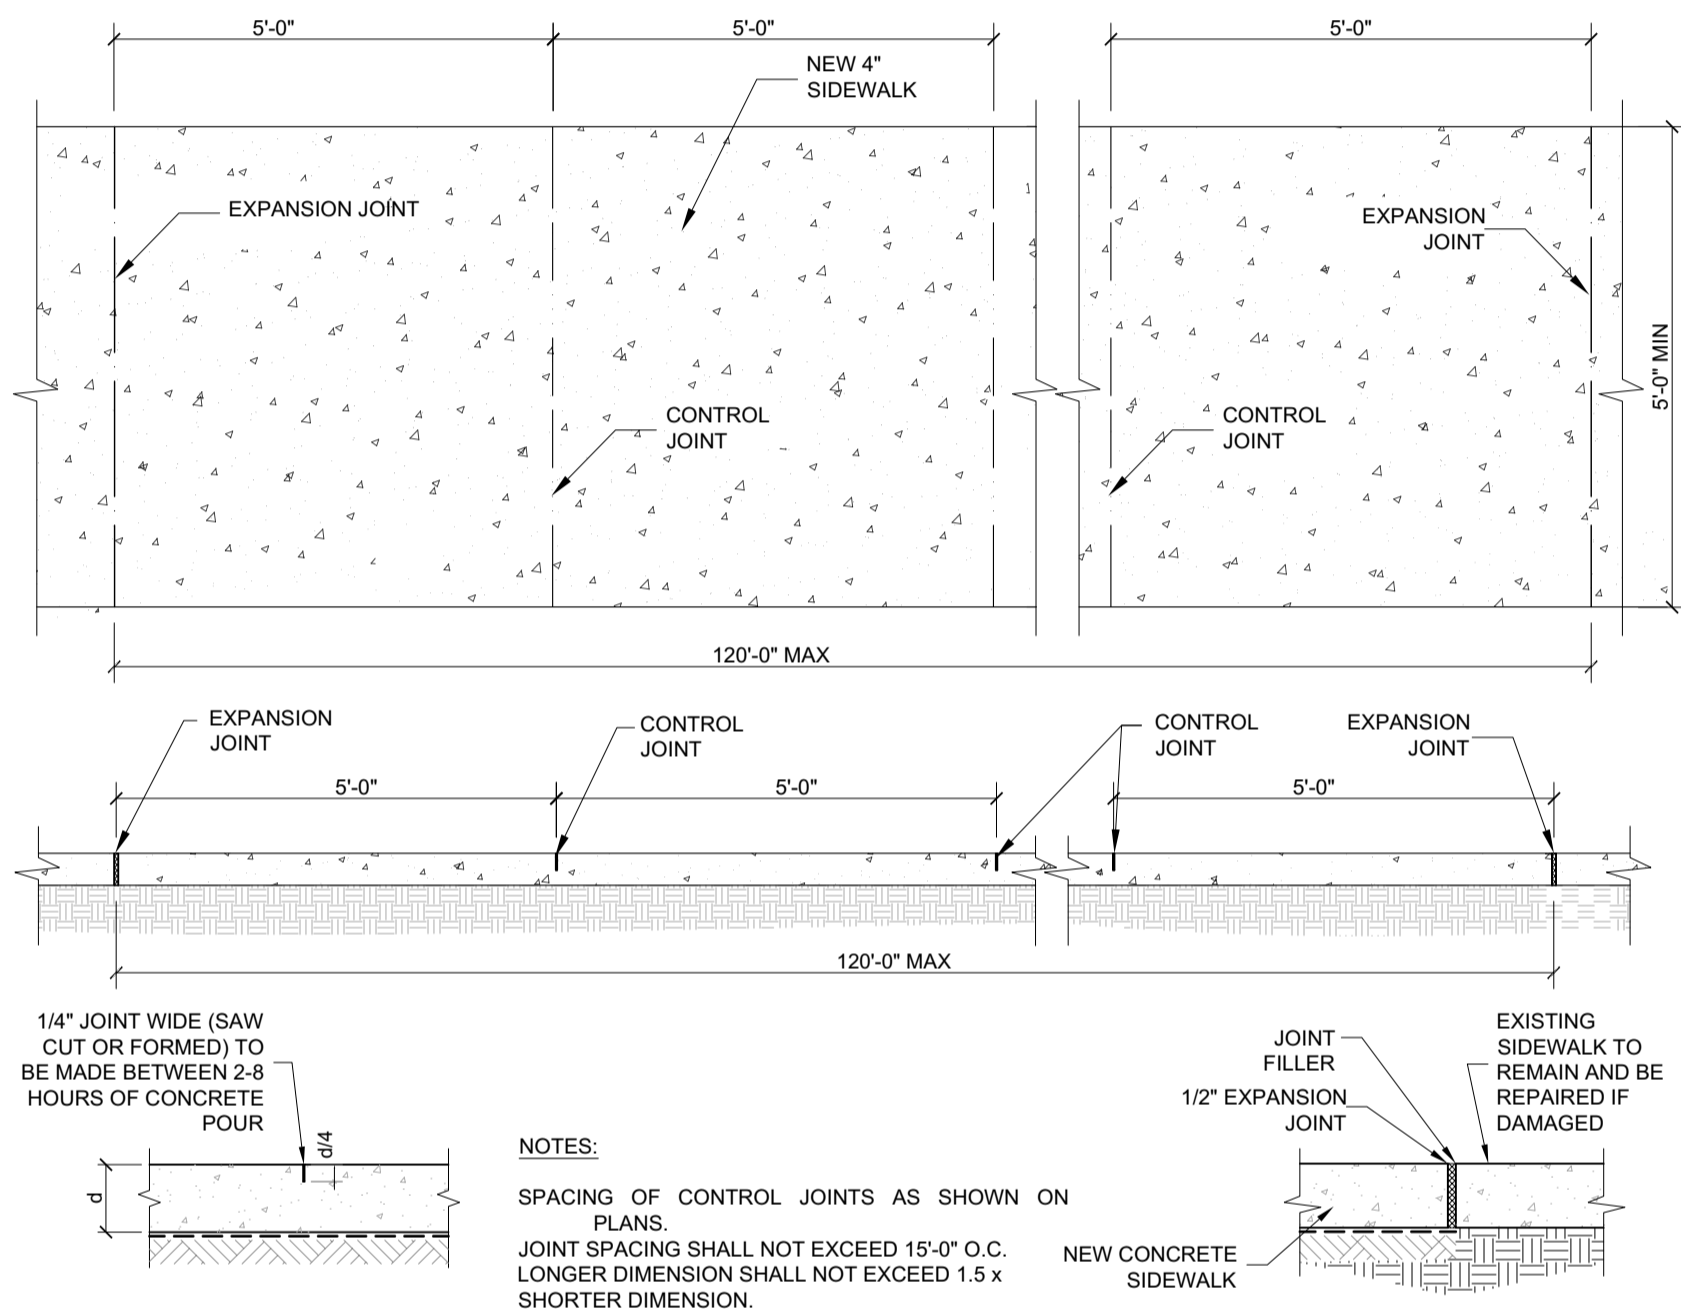 5'-0"
5'-0"
5'-0"
NEW 4"
SIDEWALK
EXPANSION JOINT
EXPANSION
JOINT
CONTROL
JOINT
CONTROL
JOINT
5'-0" MIN
120'-0" MAX
EXPANSION
JOINT
CONTROL
JOINT
CONTROL
JOINT
EXPANSION
JOINT
5'-0"
5'-0"
5'-0"
120'-0" MAX
1/4" JOINT WIDE (SAW
CUT OR FORMED) TO
BE MADE BETWEEN 2-8
HOURS OF CONCRETE
POUR
d/4
d
NOTES:
SPACING OF CONTROL JOINTS AS SHOWN ON
PLANS.
JOINT SPACING SHALL NOT EXCEED 15'-0" O.C.
LONGER DIMENSION SHALL NOT EXCEED 1.5 x
SHORTER DIMENSION.
JOINT
FILLER
1/2" EXPANSION
JOINT
EXISTING
SIDEWALK TO
REMAIN AND BE
REPAIRED IF
DAMAGED
NEW CONCRETE
SIDEWALK